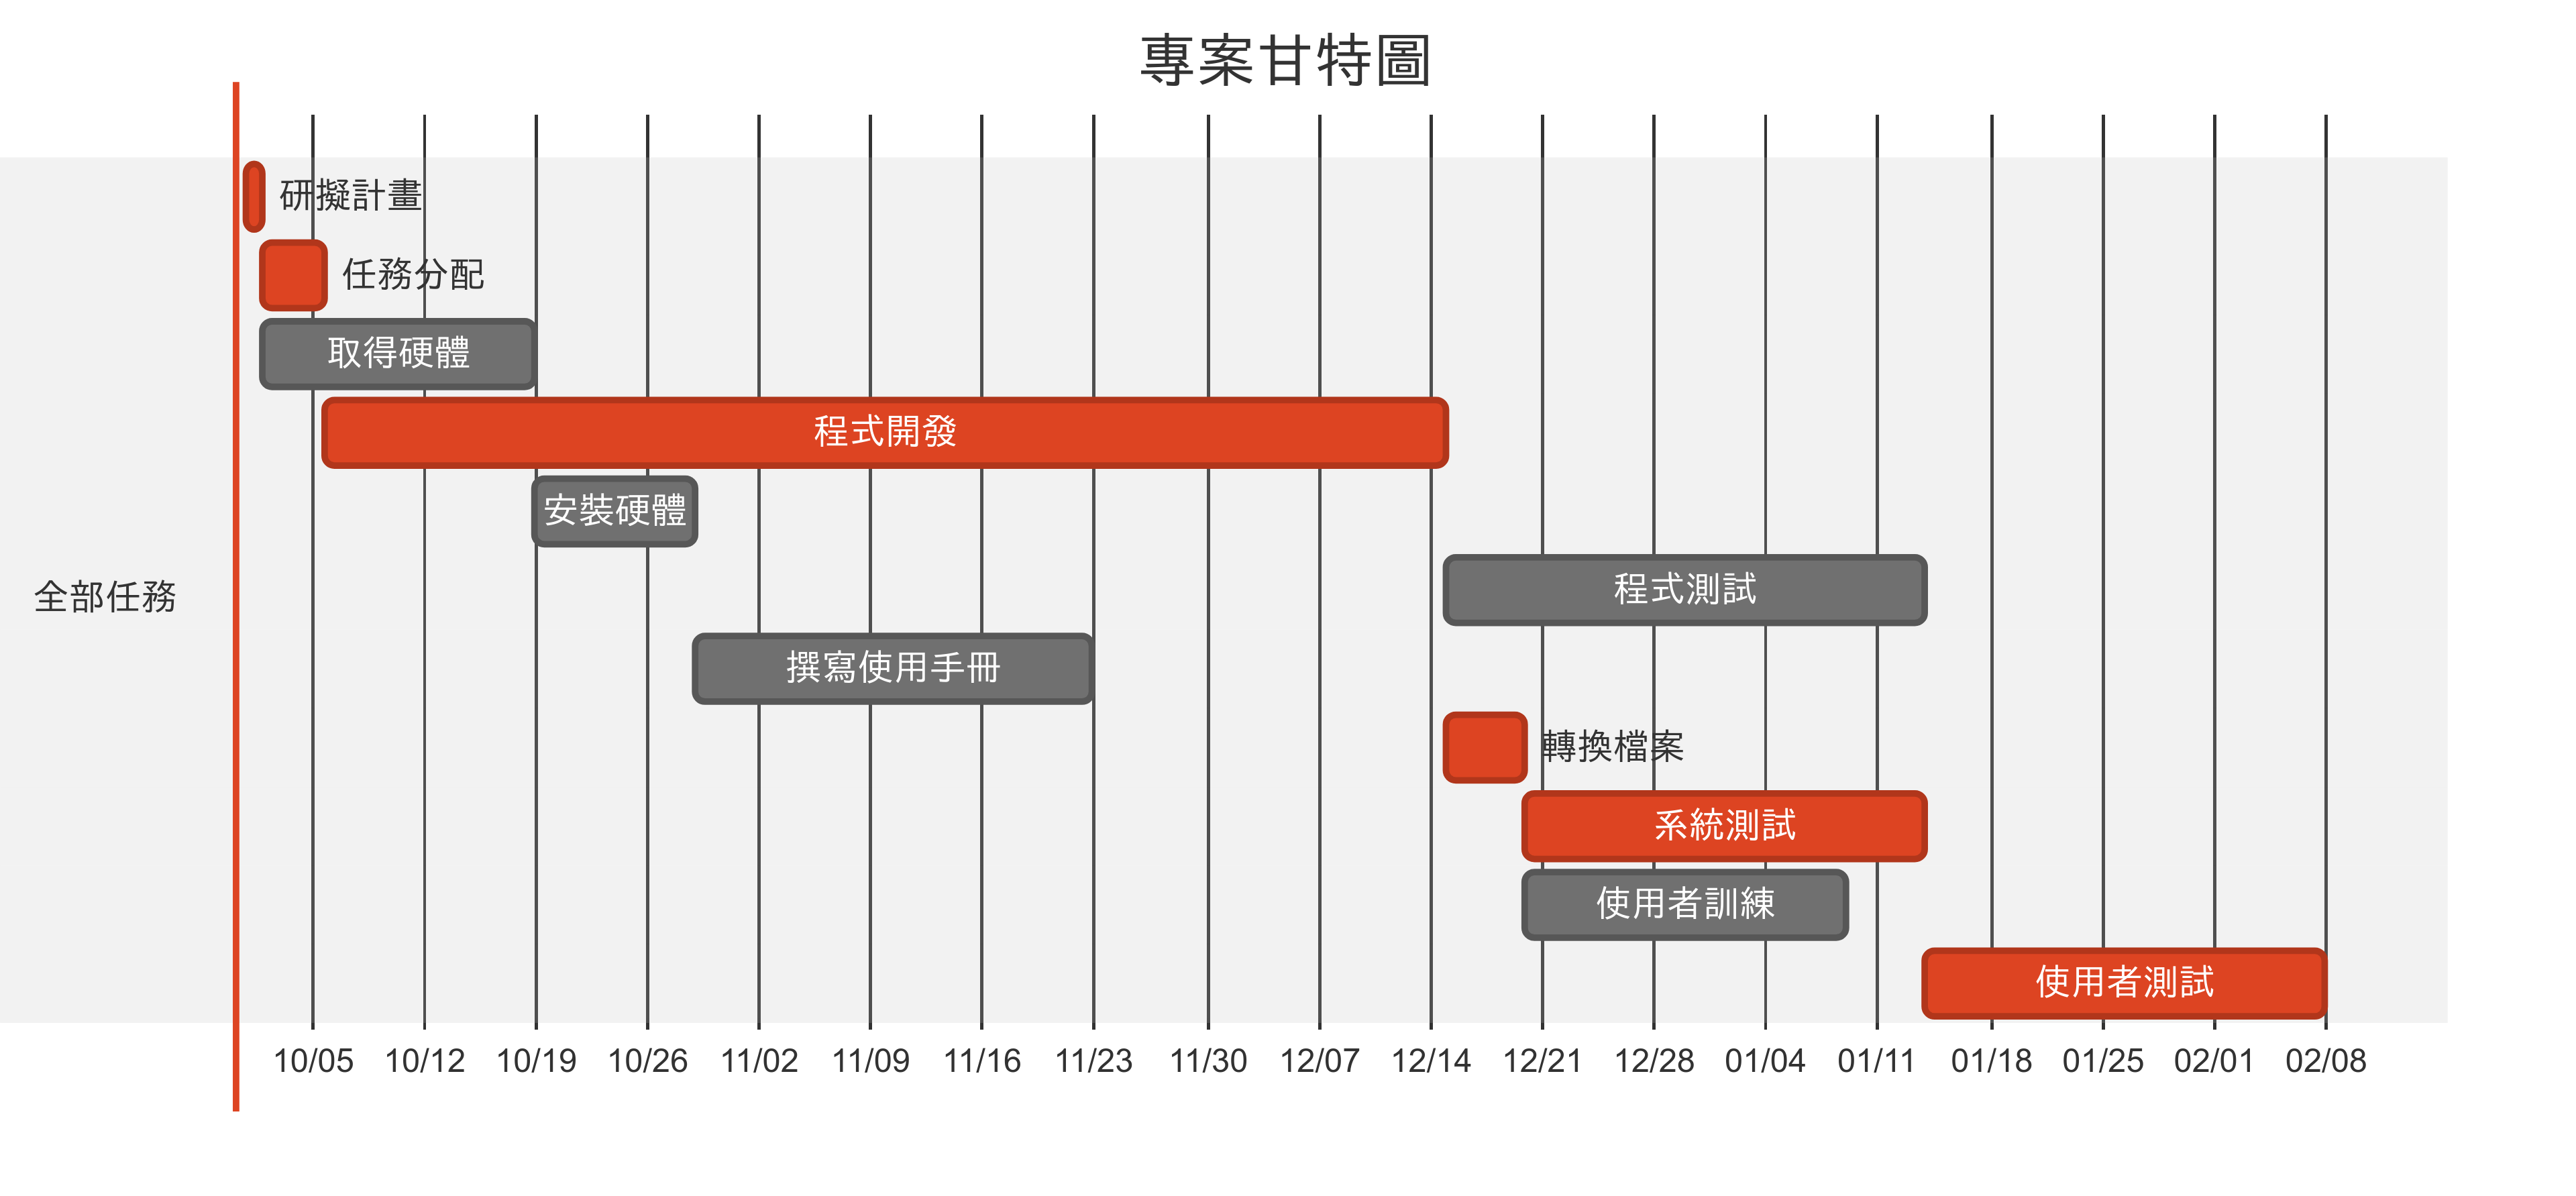 專案甘特圖
研擬計畫
任務分配
取得硬體
程式開發
安裝硬體
程式測試
全部任務
撰寫使用手冊
轉換檔案
系統測試
使用者訓練
使用者測試
10/05 10/12 10/19 10/26 11/02 11/09 11/16 11/23 11/30 12/07 12/14 12/21 12/28 01/04 01/11 01/18 01/25 02/01 02/08